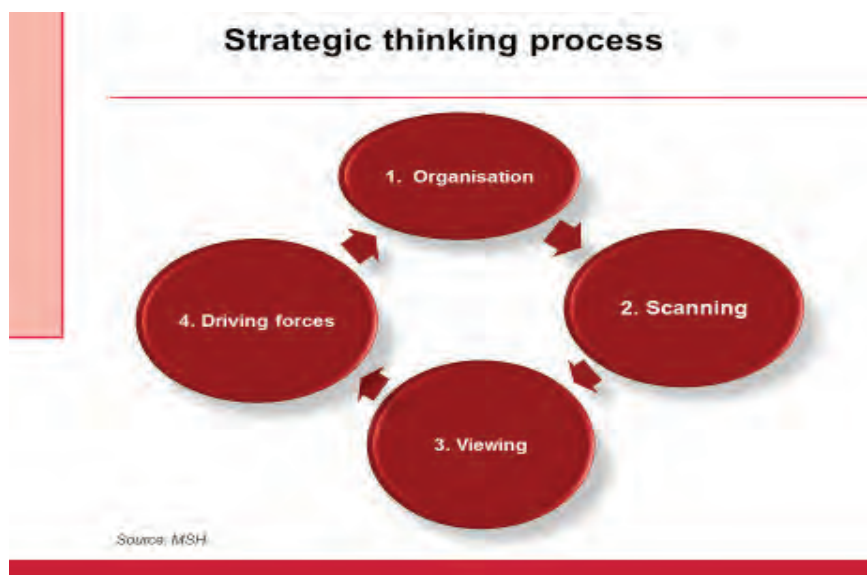 Strategic thinking process
1. Organisation
2. Scanning
3. Viewing
4. Driving forces
Source: MSH